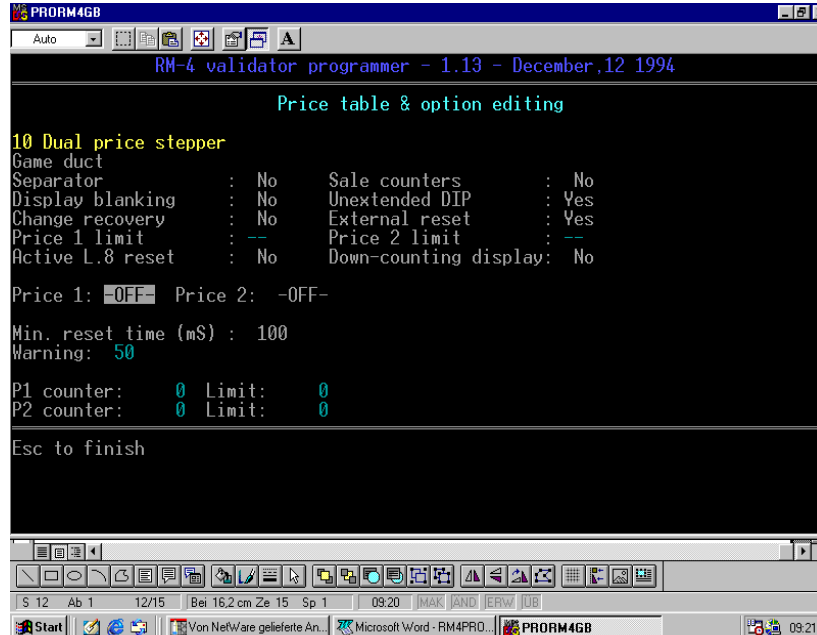 PRORM4GB
Auto
A
RM-4 validator programmer - 1.13 - December,12 1994
Price table & option editing
10 Dual price stepper
Game duct
Separator : No Sale counters : No
Display blanking : No Unextended DIP : Yes
Change recovery : No External reset : Yes
Price 1 limit : -- Price 2 limit : --
Active L.8 reset : No Down-counting display: No
Price 1: -OFF- Price 2: -OFF-
Min. reset time (mS) : 100
Warning: 50
P1 counter: 0 Limit: 0
P2 counter: 0 Limit: 0
Esc to finish
S 12 Ab 1 12/15 Bei 16,2 cm Ze 15 Sp 1 09:20 MAK ÄND ERW ÜB
Start Von NetWare gelieferte An... Microsoft Word - RM4PRO... PRORM4GB 09:21